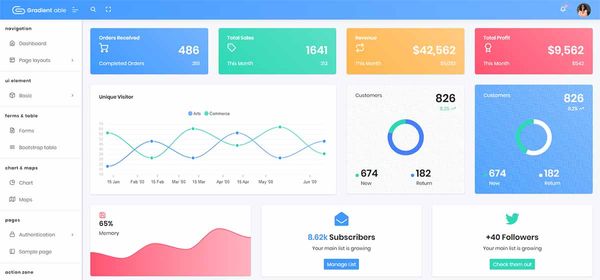 Gradient able
navigation
Dashboard
Page layouts
ui element
Basic
forms & table
Forms
Bootstrap table
chart & maps
Chart
Maps
pages
Authentication
Sample page
action zone
Orders Received
486
Completed Orders
Total Sales
1641
This Month
213
Revenue
$42,562
This Month
Total Profit
$9,562
This Month
$542
Unique Visitor
Arts Commerce
15 Jan Feb '00 15 Feb Mar '00 15 Mar Apr '00 15 Apr May '00 Jun '00
Customers
826
8.2%
674
New
182
Return
Customers
826
8.2%
674
New
182
Return
65%
Memory
8.62k Subscribers
Your main list is growing
Manage List
+40 Followers
Your main list is growing
Check them out